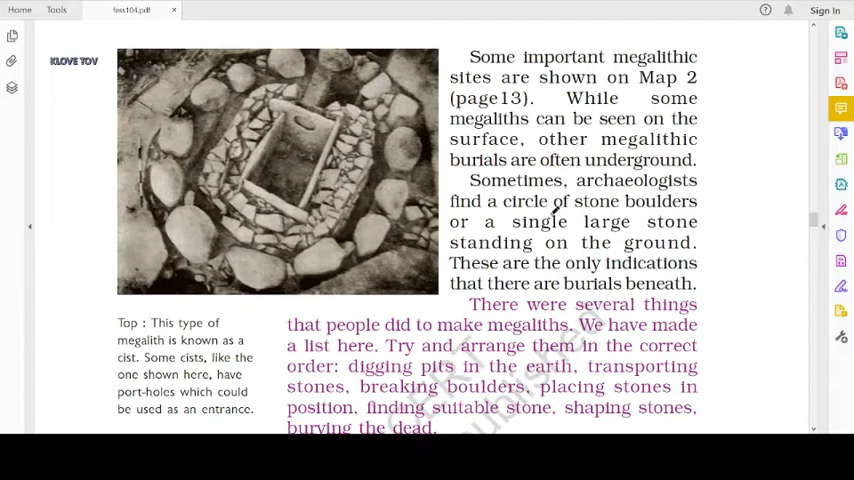 Home
Tools
fess104.pdf
×
Sign In
KLOVE TOV
Some important megalithic
sites are shown on Map 2
(page13). While some
megaliths can be seen on the
surface, other megalithic
burials are often underground.
Sometimes, archaeologists
find a circle of stone boulders
or a single large stone
standing on the ground.
These are the only indications
that there are burials beneath.
There were several things
that people did to make megaliths. We have made
a list here. Try and arrange them in the correct
order: digging pits in the earth, transporting
stones, breaking boulders, placing stones in
position, finding suitable stone, shaping stones,
burying the dead.
Top : This type of
megalith is known as a
cist. Some cists, like the
one shown here, have
port-holes which could
be used as an entrance.